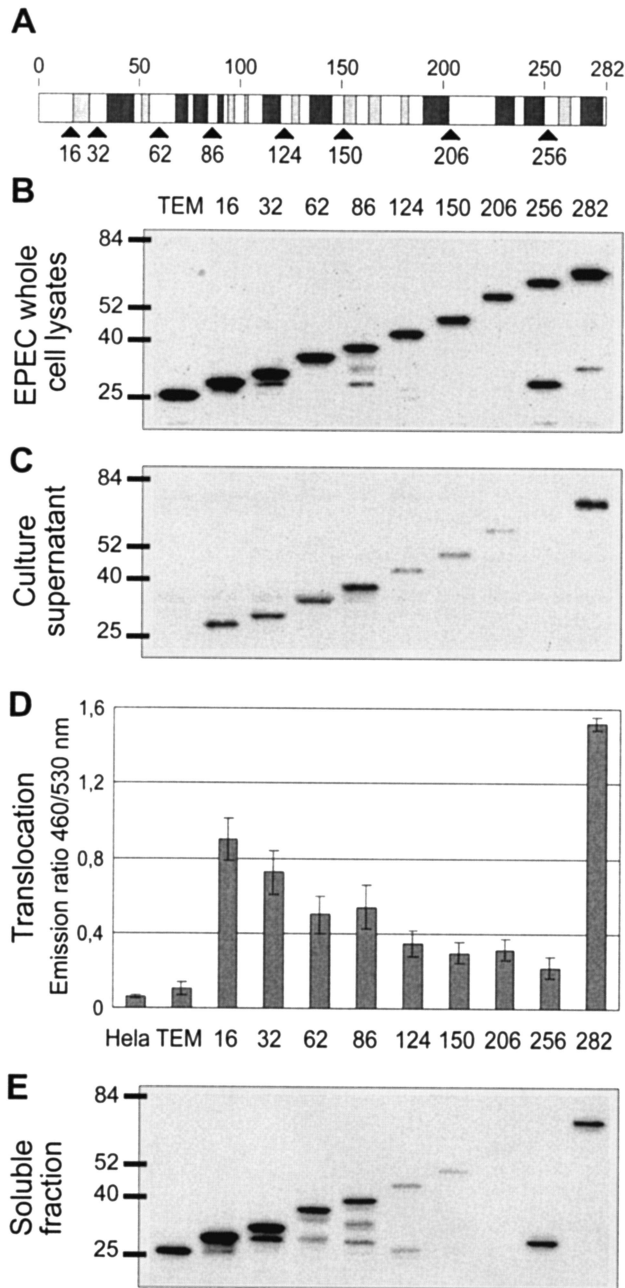 A
0 50 100 150 200 250 282
16 32 62 86 124 150 206 256
B
TEM 16 32 62 86 124 150 206 256 282
EPEC whole
cell lysates
84
52
40
25
C
Culture
supernatant
84
52
40
25
D
Translocation
Emission ratio 460/530 nm
1,6
1,2
0,8
0,4
0
Hela TEM 16 32 62 86 124 150 206 256 282
E
Soluble
fraction
84
52
40
25